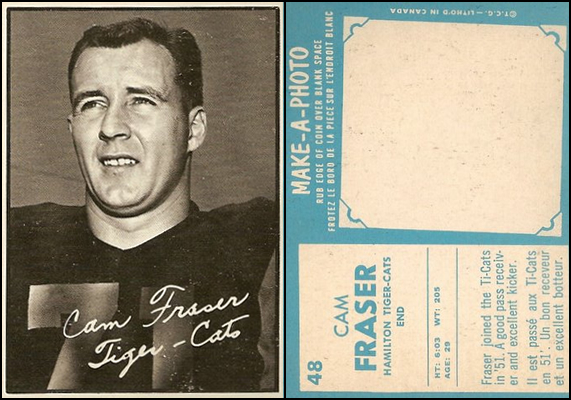 71
Cam Fraser
Tiger-Cats
© T.C.G.-LITHO'D IN CANADA
MAKE-A-PHOTO
RUB EDGE OF COIN OVER BLANK SPACE
FROTEZ LE BORD DE LA PIECE SUR L'ENDROIT BLANC
48
CAM
FRASER
HAMILTON TIGER-CATS
END
HT: 6:03 WT: 205
AGE: 29
Fraser joined the Ti-Cats
in '51. A good pass receiv-
er and excellent kicker.
Il est passé aux Ti-Cats
en 51'. Un bon receveur
et un excellent botteur.